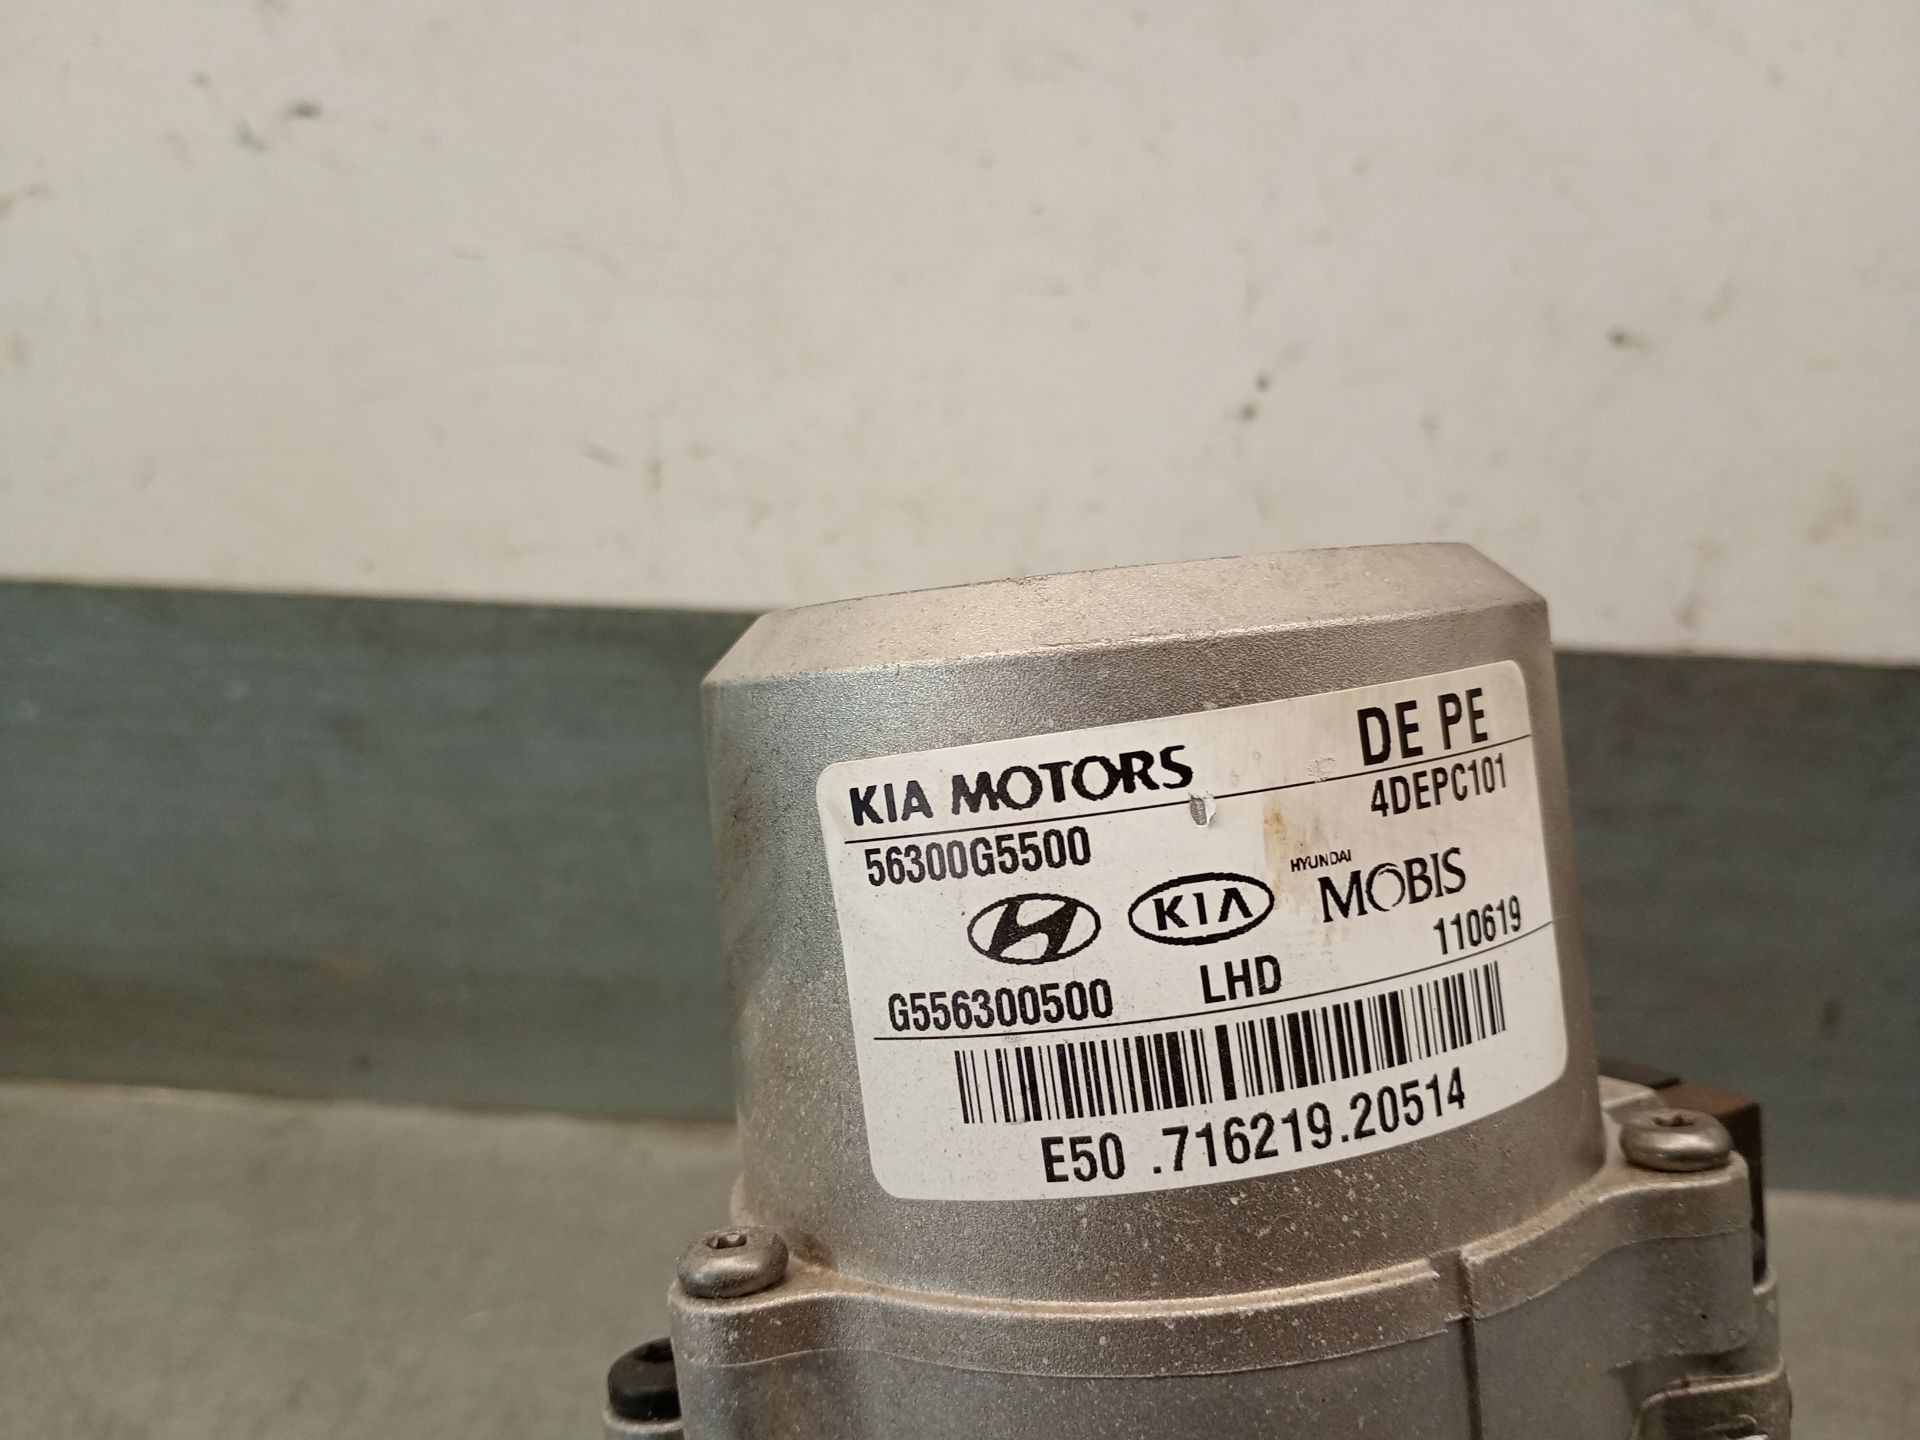 KIA MOTORS DE PE
56300G5500 4DEPC101
KIA HYUNDAI MOBIS
G556300500 LHD 110619
E50 .716219.20514